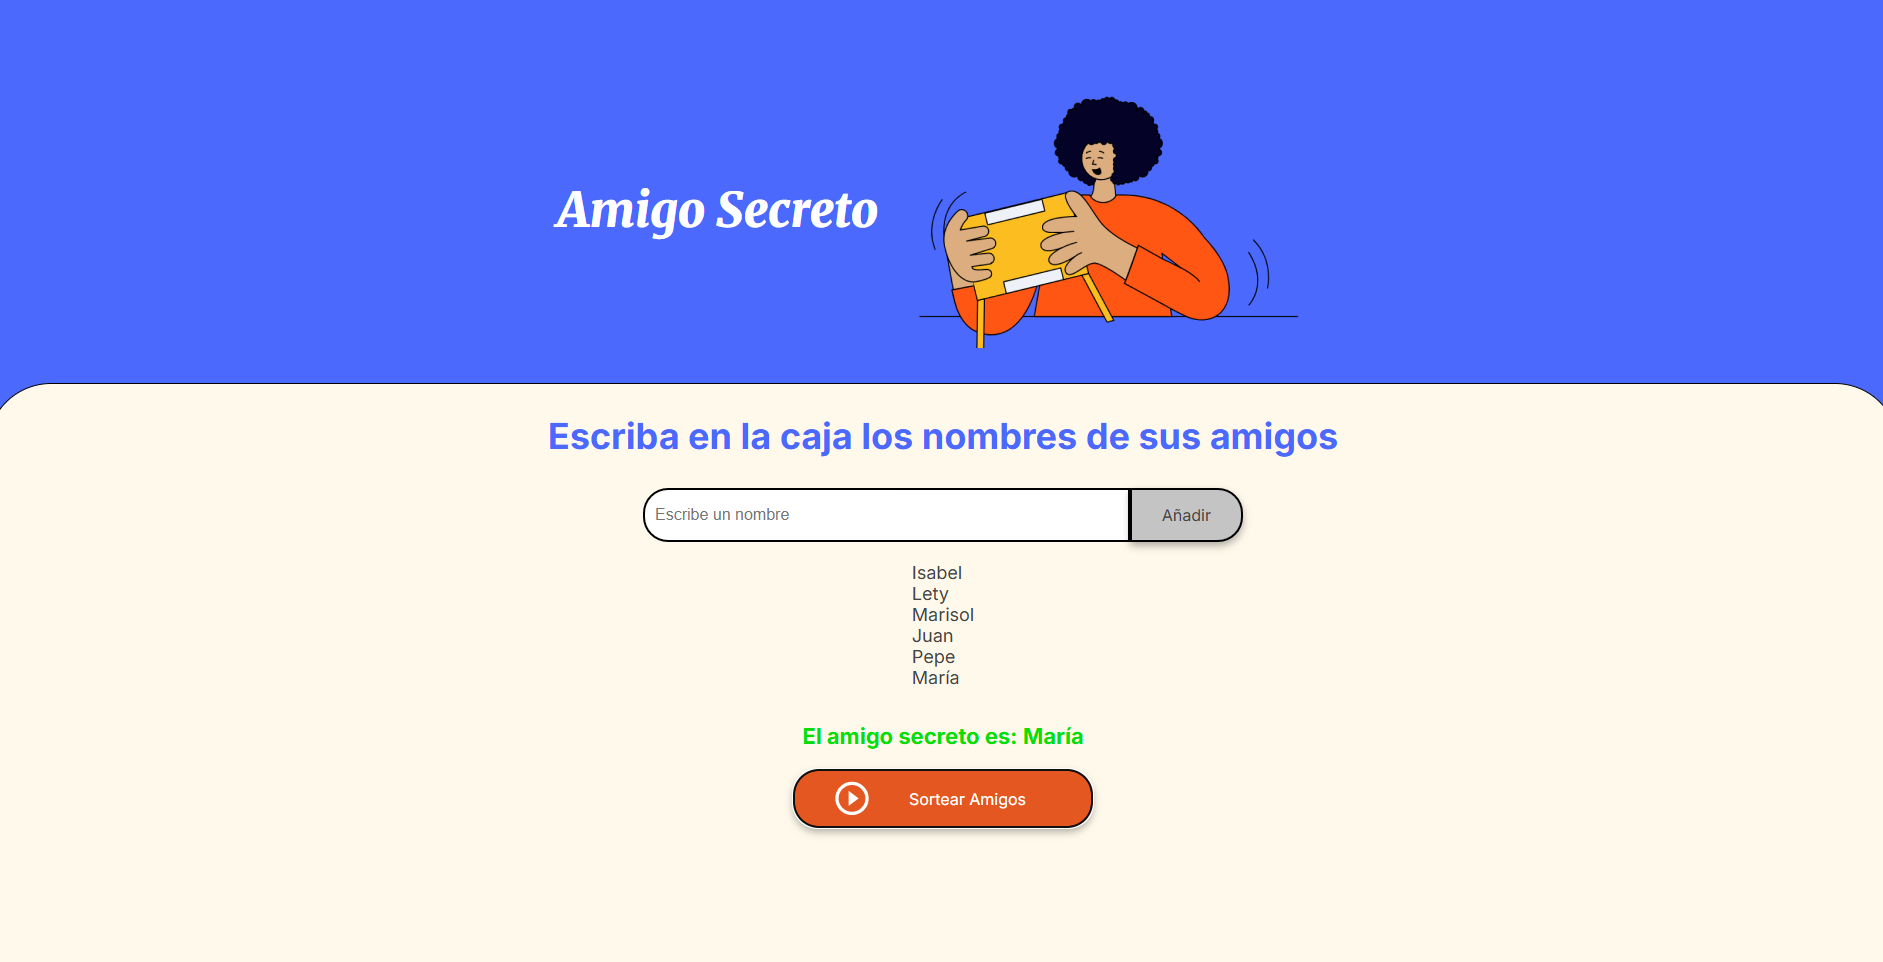 Amigo Secreto
Escriba en la caja los nombres de sus amigos
Escribe un nombre
Añadir
Isabel
Lety
Marisol
Juan
Pepe
María
El amigo secreto es: María
Sortear Amigos